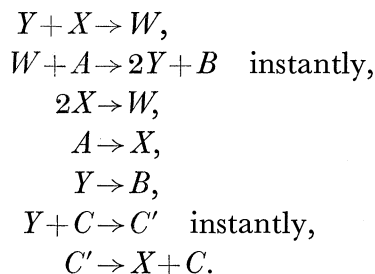 Y+X→W,
W+A→2Y+B instantly,
2X→W,
A→X,
Y→B,
Y+C→C′ instantly,
C′→X+C.